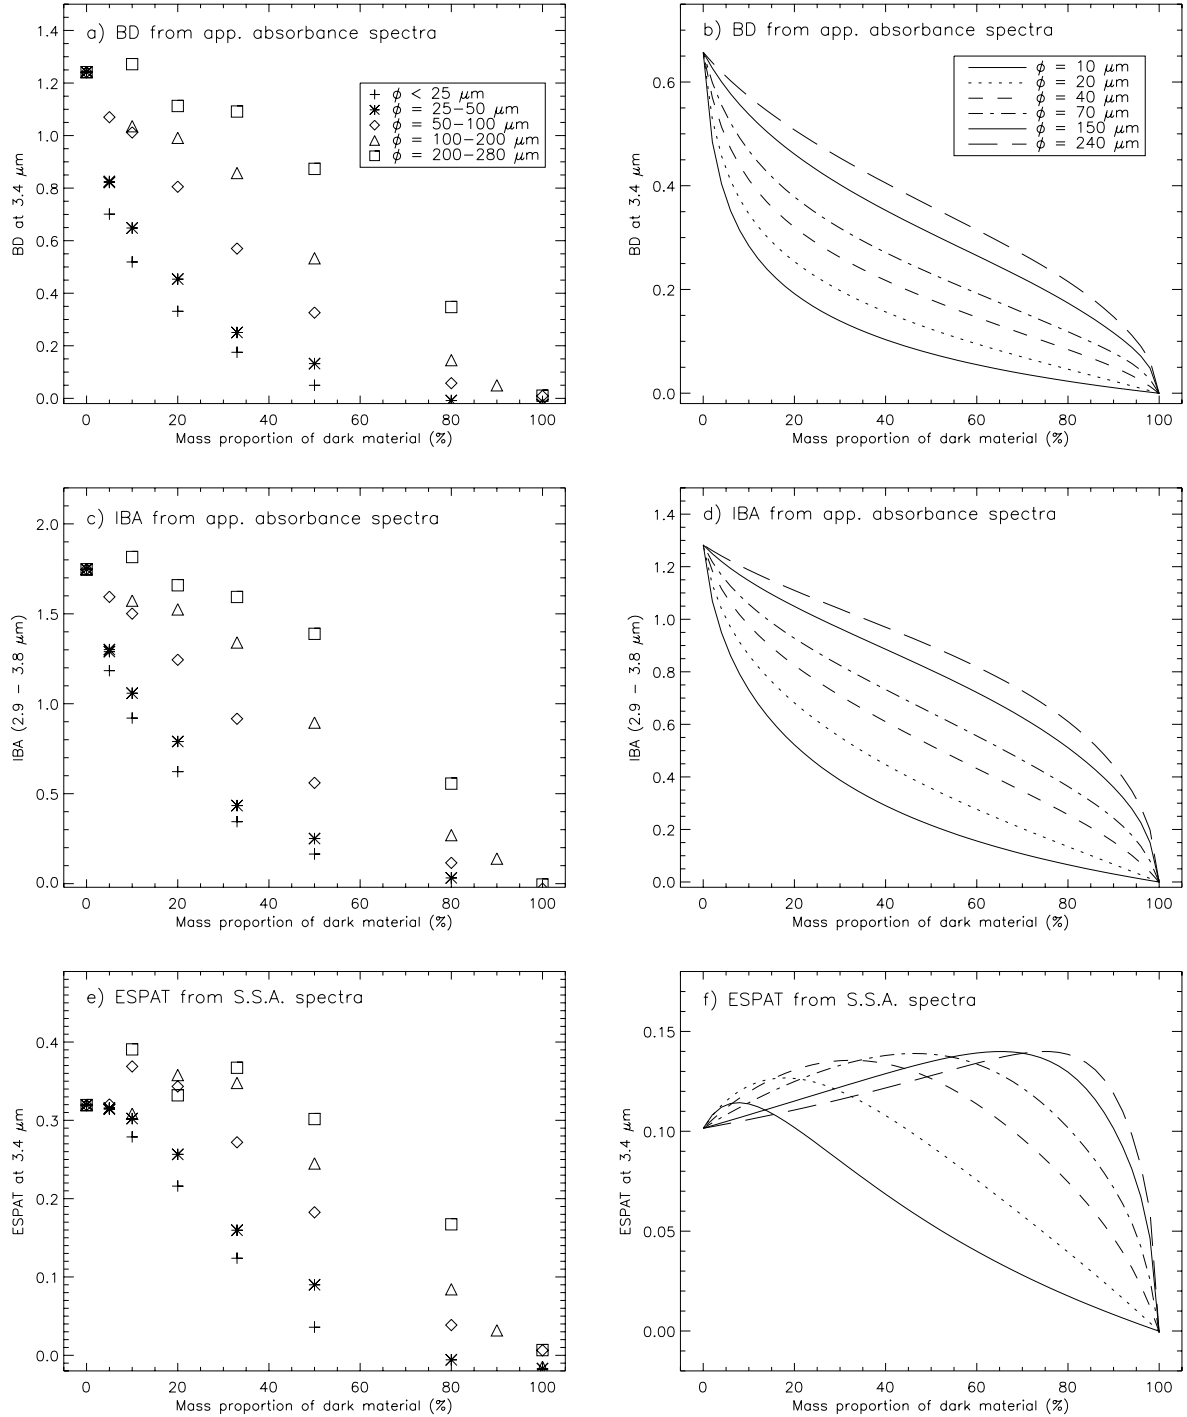 a) BD from app. absorbance spectra
BD at 3.4 μm
1.4
1.2
1.0
0.8
0.6
0.4
0.2
0.0
+ ϕ < 25 μm
ϕ = 25−50 μm
ϕ = 50−100 μm
ϕ = 100−200 μm
ϕ = 200−280 μm
0 20 40 60 80 100
Mass proportion of dark material (%)
b) BD from app. absorbance spectra
BD at 3.4 μm
0.6
0.4
0.2
0.0
ϕ = 10 μm
ϕ = 20 μm
ϕ = 40 μm
ϕ = 70 μm
ϕ = 150 μm
ϕ = 240 μm
0 20 40 60 80 100
Mass proportion of dark material (%)
c) IBA from app. absorbance spectra
IBA (2.9 − 3.8 μm)
2.0
1.5
1.0
0.5
0.0
0 20 40 60 80 100
Mass proportion of dark material (%)
d) IBA from app. absorbance spectra
IBA (2.9 − 3.8 μm)
1.4
1.2
1.0
0.8
0.6
0.4
0.2
0.0
0 20 40 60 80 100
Mass proportion of dark material (%)
e) ESPAT from S.S.A. spectra
ESPAT at 3.4 μm
0.4
0.3
0.2
0.1
0.0
0 20 40 60 80 100
Mass proportion of dark material (%)
f) ESPAT from S.S.A. spectra
ESPAT at 3.4 μm
0.15
0.10
0.05
0.00
0 20 40 60 80 100
Mass proportion of dark material (%)